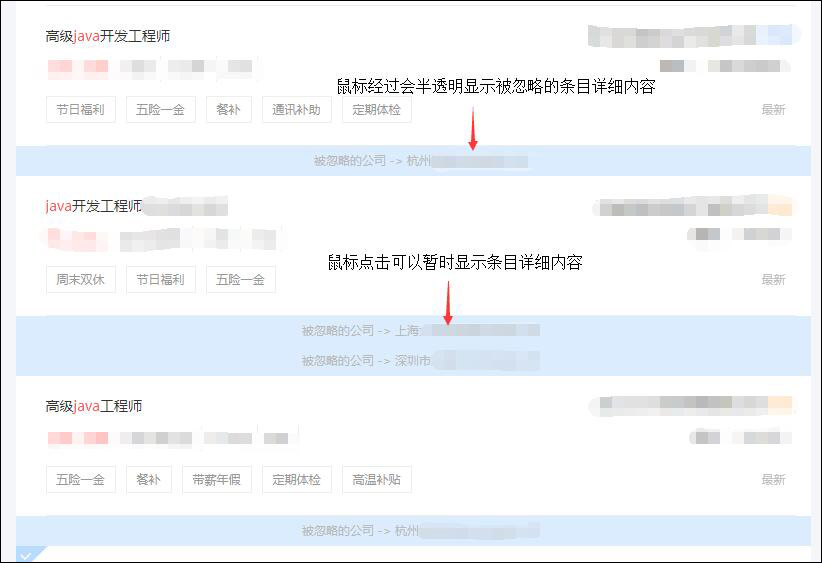 高级java开发工程师
鼠标经过会半透明显示被忽略的条目详细内容
节日福利 五险一金 餐补 通讯补助 定期体检 最新
被忽略的公司 -> 杭州
java开发工程师
鼠标点击可以暂时显示条目详细内容
周末双休 节日福利 五险一金 最新
被忽略的公司 -> 上海
被忽略的公司 -> 深圳市
高级java工程师
五险一金 餐补 带薪年假 定期体检 高温补贴 最新
被忽略的公司 -> 杭州